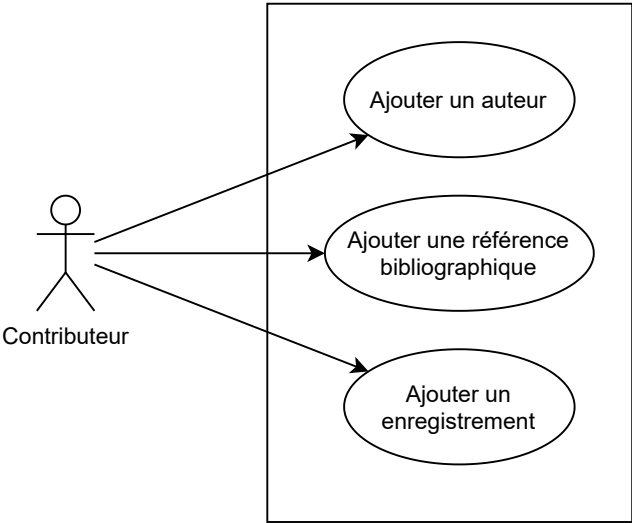 Ajouter un auteur
Ajouter une référence
bibliographique
Contributeur
Ajouter un
enregistrement